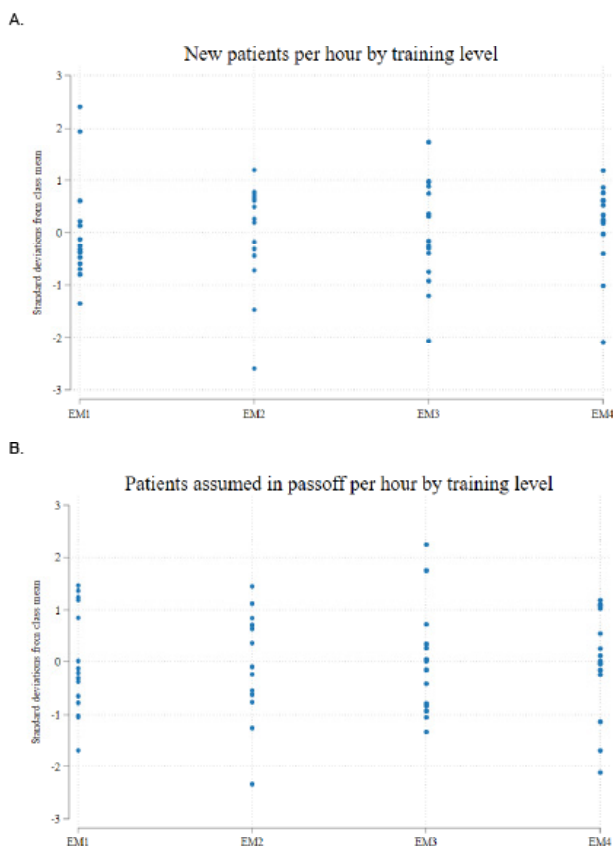 A.
New patients per hour by training level
Standard deviations from class mean
3
2
1
0
-1
-2
-3
EM1 EM2 EM3 EM4
B.
Patients assumed in passoff per hour by training level
Standard deviations from class mean
3
2
1
0
-1
-2
-3
EM1 EM2 EM3 EM4